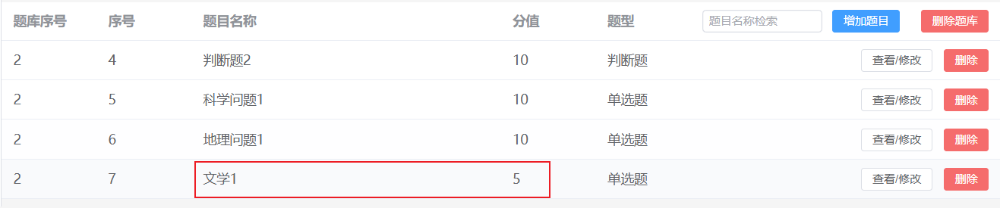 题库序号 序号 题目名称 分值 题型 题目名称检索 增加题目 删除题库
2 4 判断题2 10 判断题 查看/修改 删除
2 5 科学问题1 10 单选题 查看/修改 删除
2 6 地理问题1 10 单选题 查看/修改 删除
2 7 文学1 5 单选题 查看/修改 删除